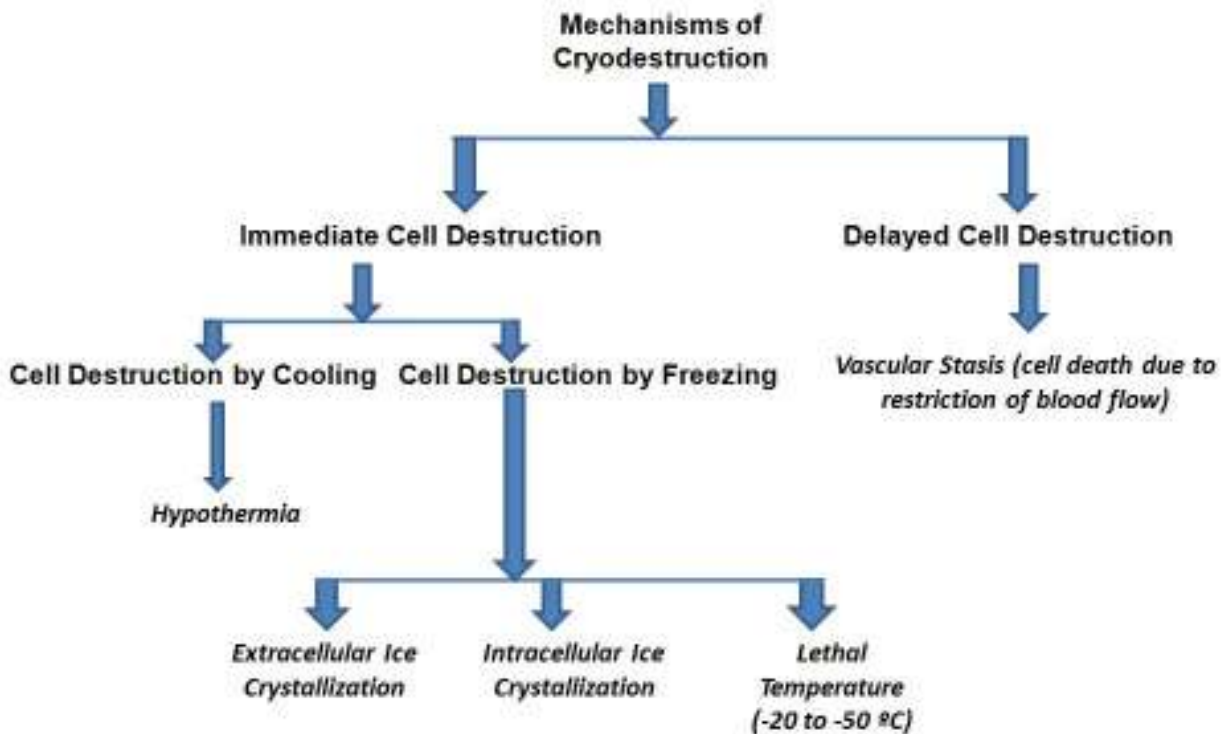 Mechanisms of
Cryodestruction
Immediate Cell Destruction
Delayed Cell Destruction
Cell Destruction by Cooling
Cell Destruction by Freezing
Vascular Stasis (cell death due to
restriction of blood flow)
Hypothermia
Extracellular Ice
Crystallization
Intracellular Ice
Crystallization
Lethal
Temperature
(-20 to -50 ºC)